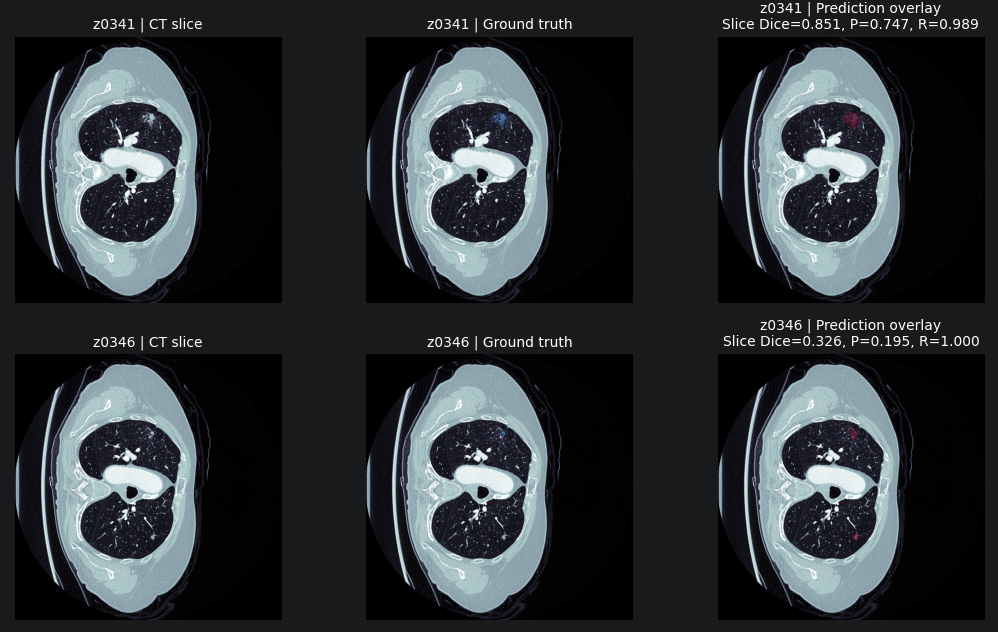 z0341 | CT slice
z0341 | Ground truth
z0341 | Prediction overlay
Slice Dice=0.851, P=0.747, R=0.989
z0346 | CT slice
z0346 | Ground truth
z0346 | Prediction overlay
Slice Dice=0.326, P=0.195, R=1.000